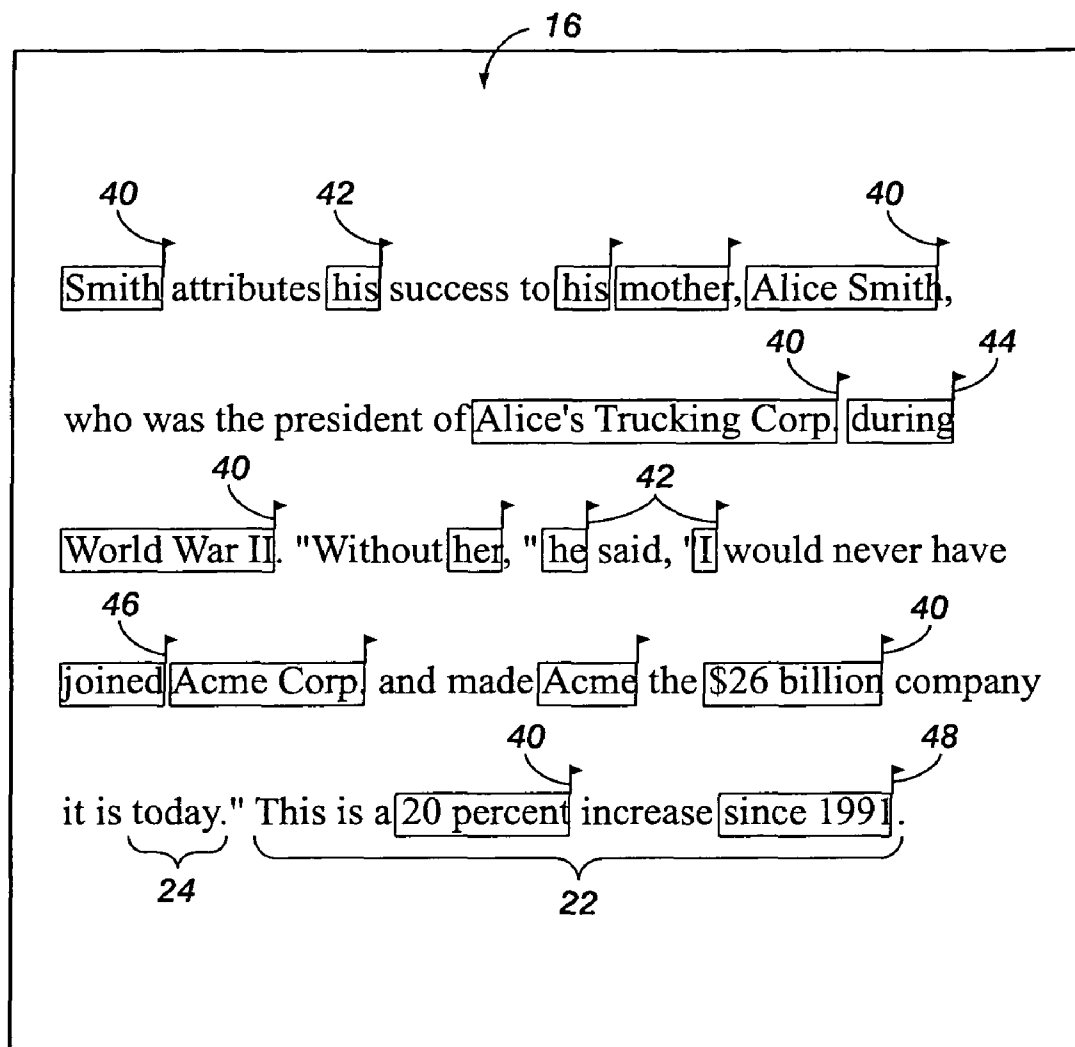 16
40 42 40
Smith attributes his success to his mother, Alice Smith,
40 44
who was the president of Alice's Trucking Corp. during
40 42
World War II. "Without her, " he said, "I would never have
46 40
joined Acme Corp. and made Acme the $26 billion company
40 48
it is today." This is a 20 percent increase since 1991.
24 22